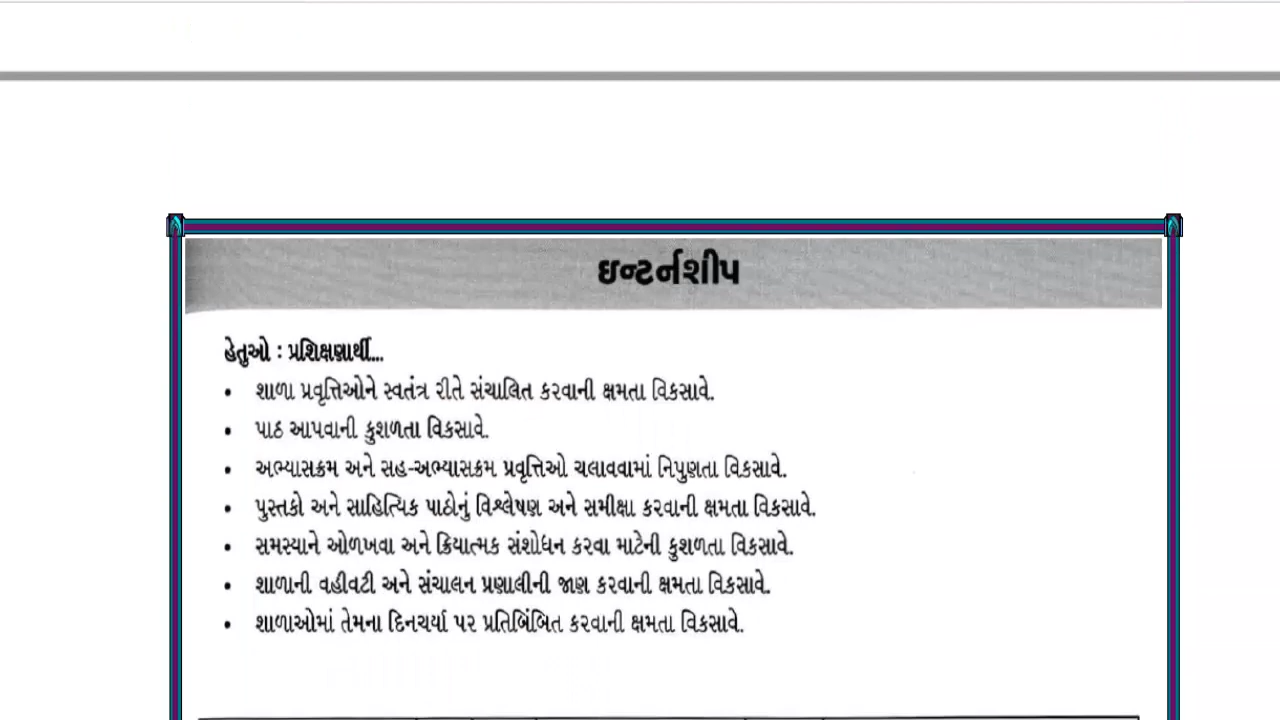 ઇન્ટર્નશીપ
હેતુઓ : પ્રશિક્ષણાર્થી...
• શાળા પ્રવૃત્તિઓને સ્વતંત્ર રીતે સંચાલિત કરવાની ક્ષમતા વિકસાવે.
• પાઠ આપવાની કુશળતા વિકસાવે.
• અભ્યાસક્રમ અને સહ-અભ્યાસક્રમ પ્રવૃત્તિઓ ચલાવવામાં નિપુણતા વિકસાવે.
• પુસ્તકો અને સાહિત્યિક પાઠોનું વિશ્લેષણ અને સમીક્ષા કરવાની ક્ષમતા વિકસાવે.
• સમસ્યાને ઓળખવા અને ક્રિયાત્મક સંશોધન કરવા માટેની કુશળતા વિકસાવે.
• શાળાની વહીવટી અને સંચાલન પ્રણાલીની જાણ કરવાની ક્ષમતા વિકસાવે.
• શાળાઓમાં તેમના દિનચર્યા પર પ્રતિબિંબિત કરવાની ક્ષમતા વિકસાવે.